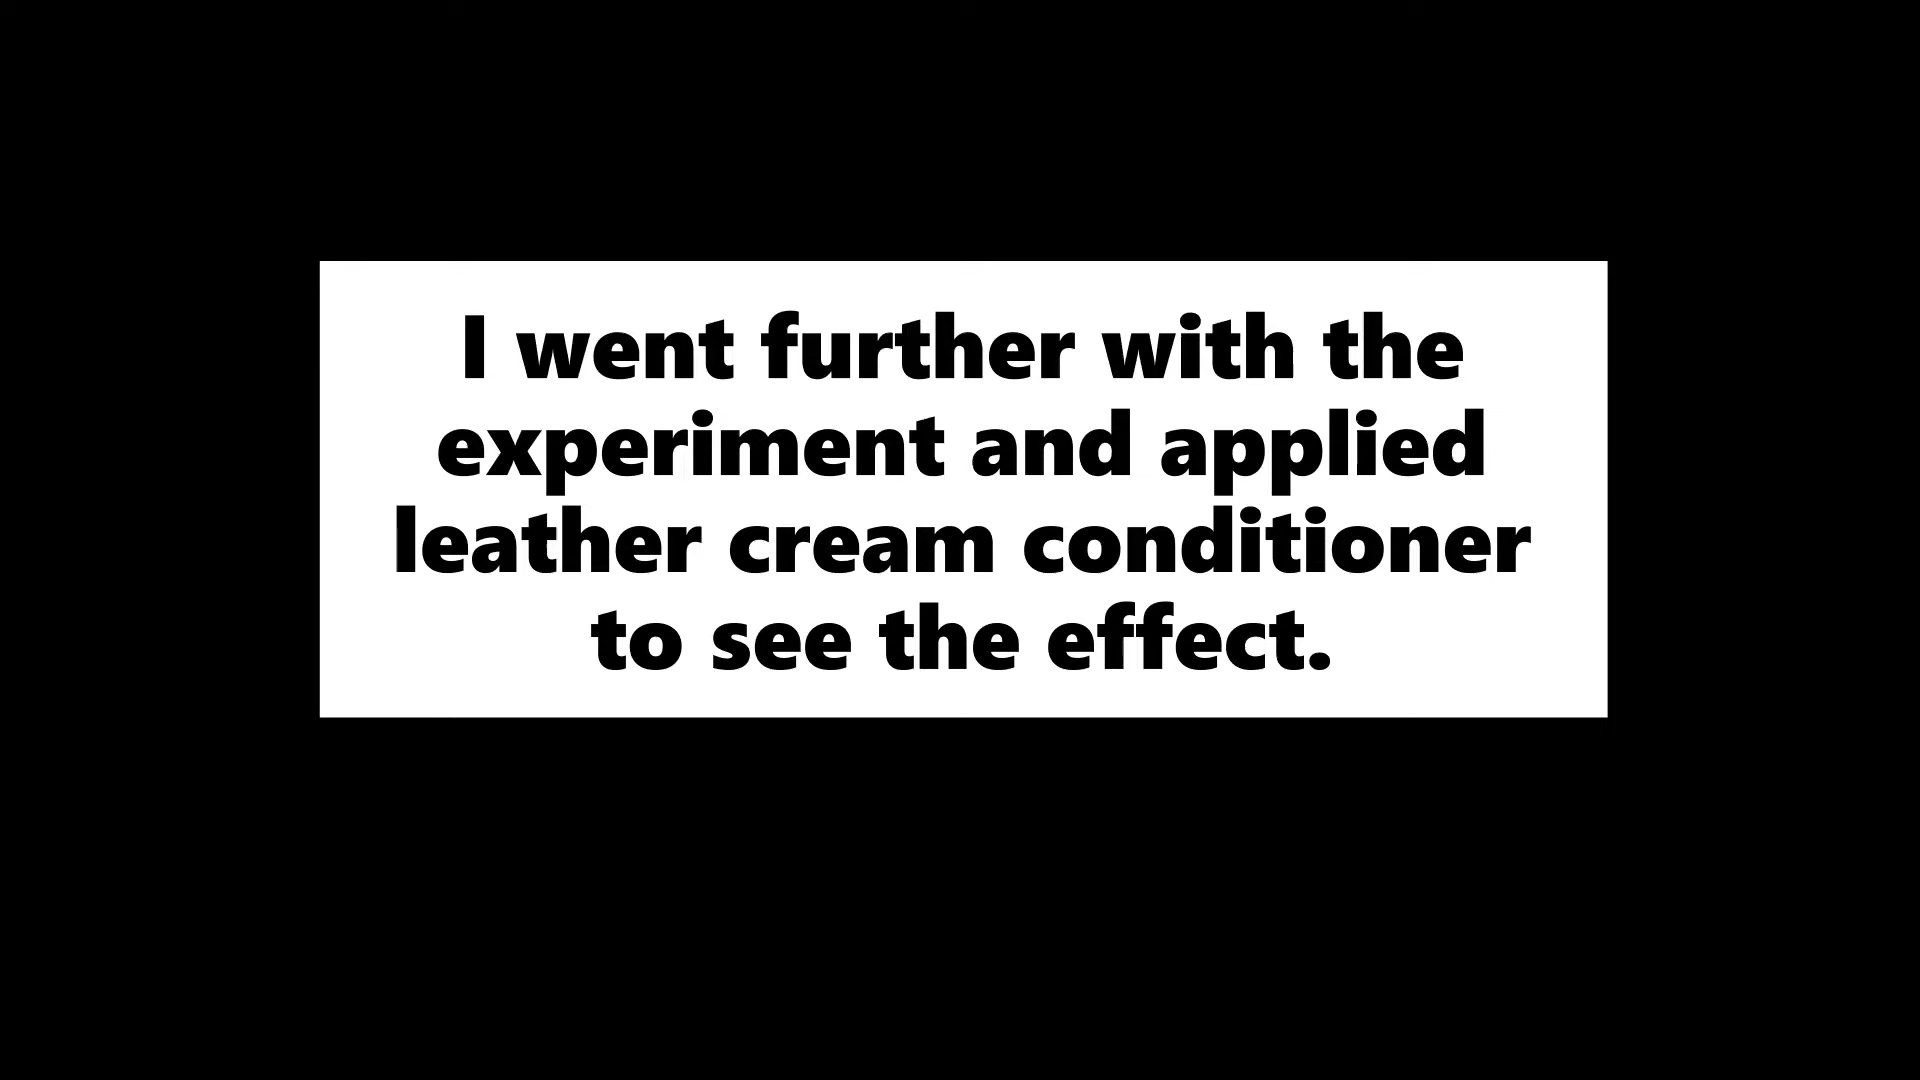 I went further with the
experiment and applied
leather cream conditioner
to see the effect.